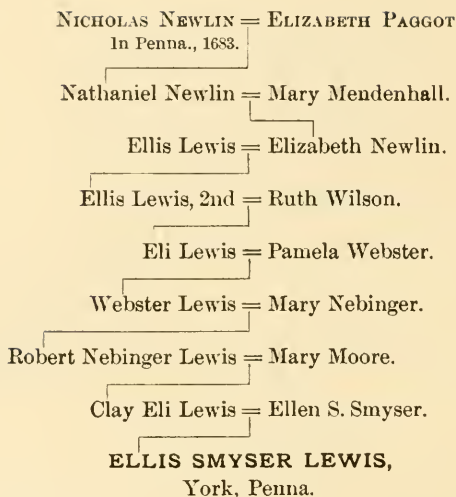 NICHOLAS NEWLIN = ELIZABETH PAGGOT
In Penna., 1683.
Nathaniel Newlin = Mary Mendenhall.
Ellis Lewis = Elizabeth Newlin.
Ellis Lewis, 2nd = Ruth Wilson.
Eli Lewis = Pamela Webster.
Webster Lewis = Mary Nebinger.
Robert Nebinger Lewis = Mary Moore.
Clay Eli Lewis = Ellen S. Smyser.
ELLIS SMYSER LEWIS,
York, Penna.